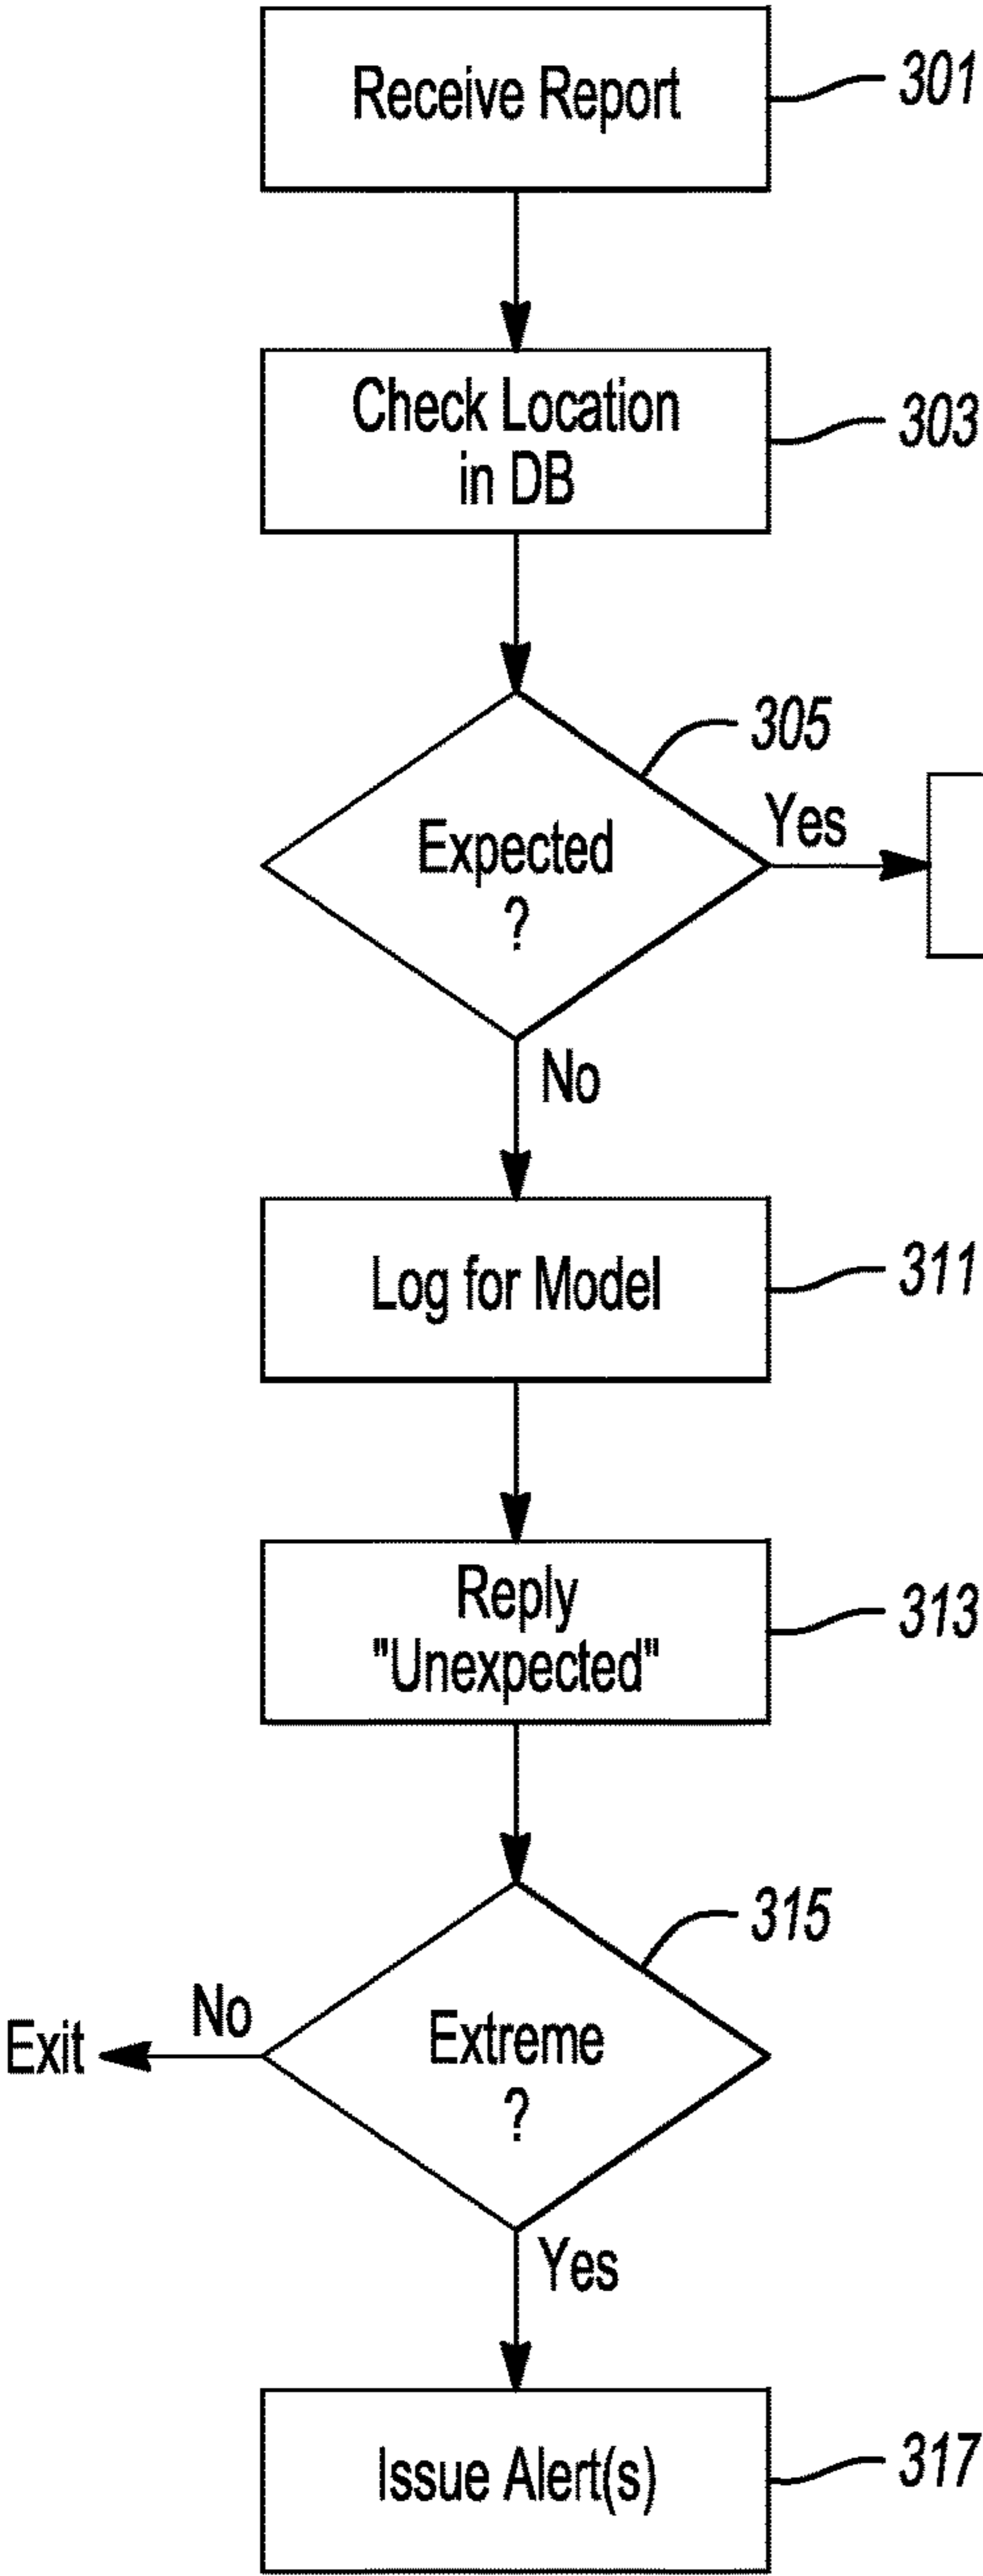 Receive Report
301
Check Location
in DB
303
305
Expected
?
Yes
No
Log for Model
311
Reply
"Unexpected"
313
315
Extreme
?
No
Exit
Yes
Issue Alert(s)
317